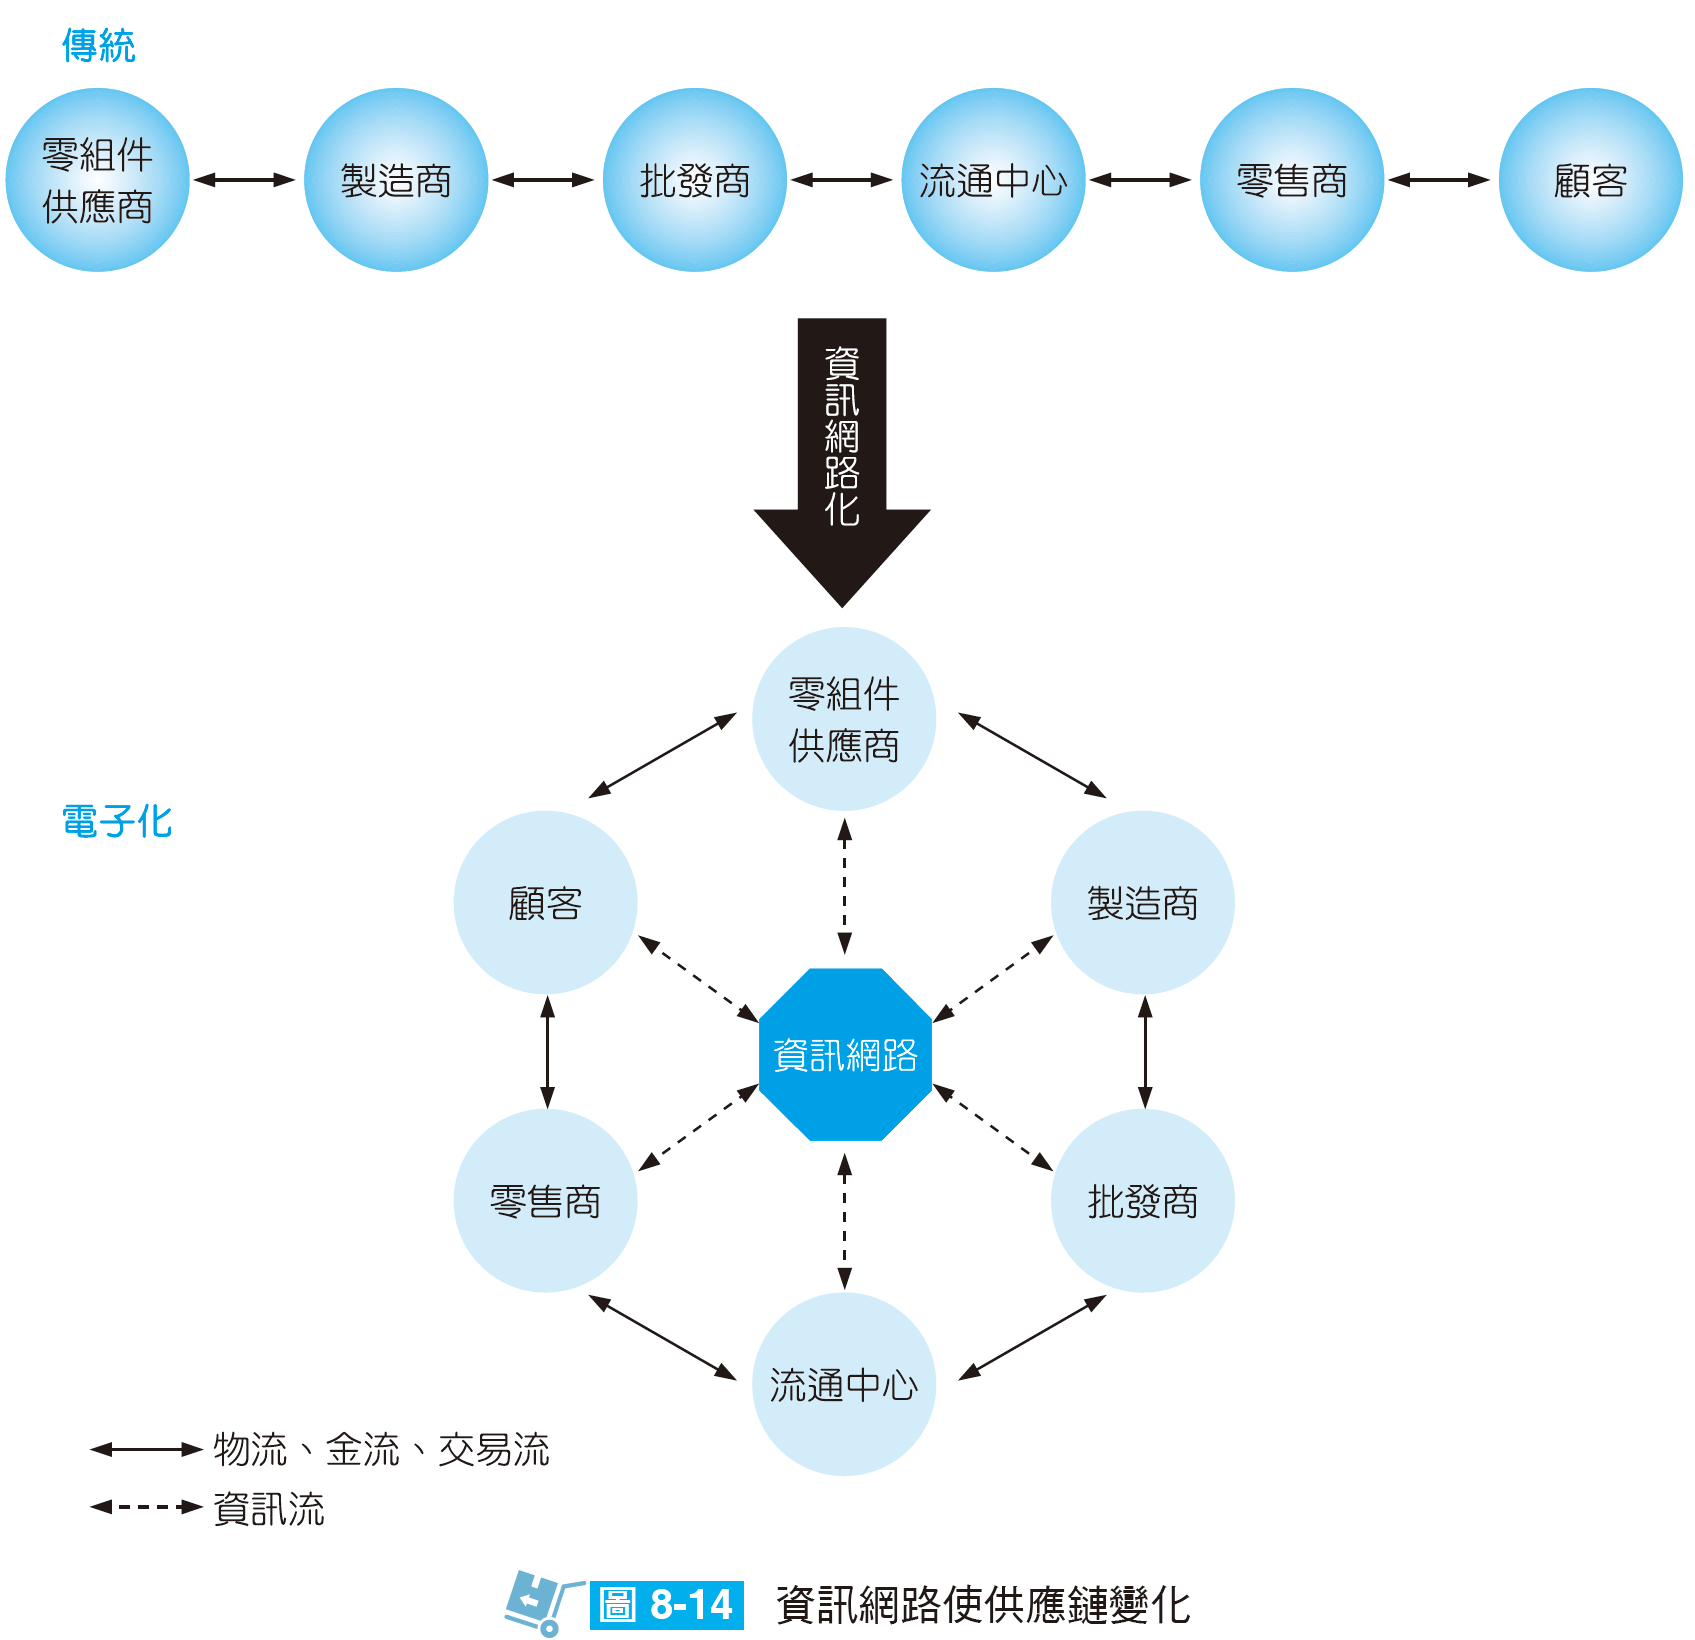 傳統
零組件
供應商
製造商
批發商
流通中心
零售商
顧客
資訊網路化
零組件
供應商
電子化
顧客
製造商
資訊網路
零售商
批發商
流通中心
物流、金流、交易流
資訊流
圖 8-14 資訊網路使供應鏈變化